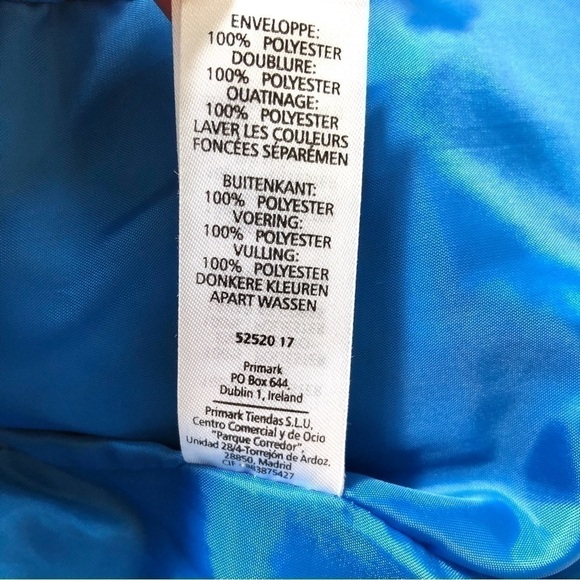 ENVELOPPE:
100% POLYESTER
DOUBLURE:
100% POLYESTER
OUATINAGE:
100% POLYESTER
LAVER LES COULEURS
FONCÉES SÉPARÉMEN
BUITENKANT:
100% POLYESTER
VOERING:
100% POLYESTER
VULLING:
100% POLYESTER
DONKERE KLEUREN
APART WASSEN
52520 17
Primark
PO Box 644,
Dublin 1, Ireland
Primark Tiendas S.L.U.
Centro Comercial y de Ocio
"Parque Corredor",
Unidad 28/4-Torrejón de Ardoz,
28850, Madrid